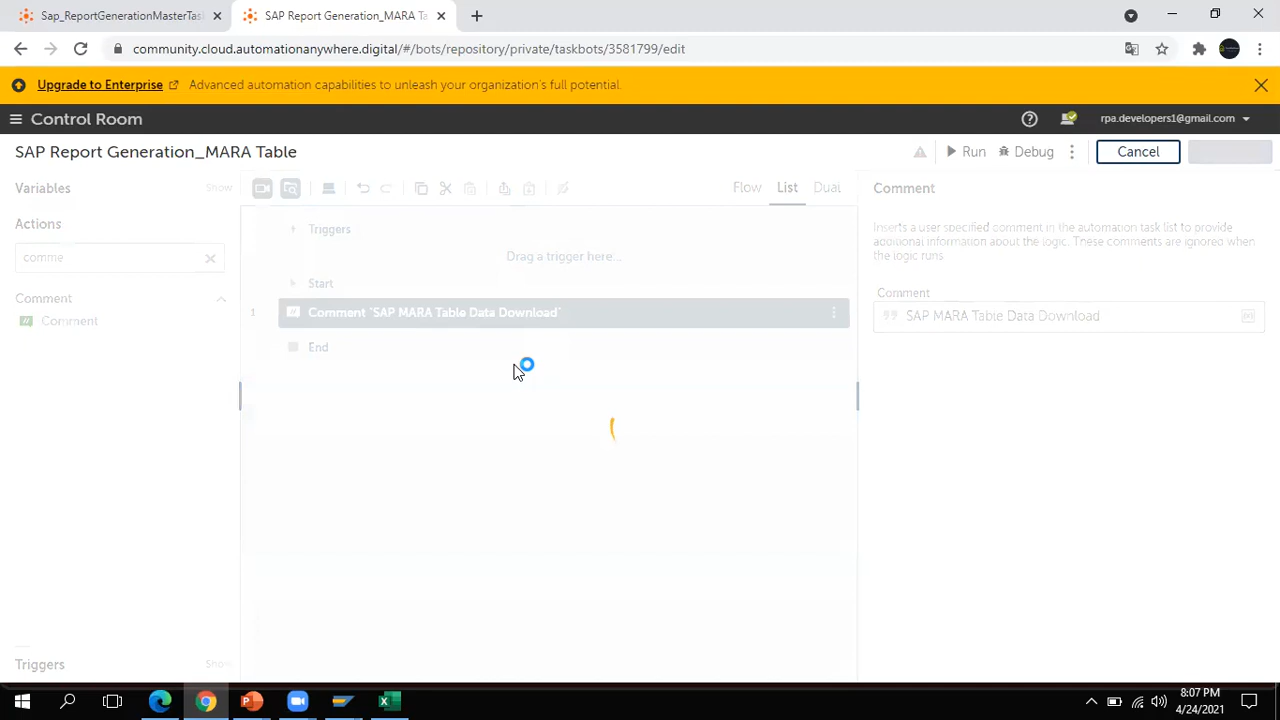 Sap_ReportGenerationMasterTask
SAP Report Generation_MARA Ta
community.cloud.automationanywhere.digital/#/bots/repository/private/taskbots/3581799/edit
Upgrade to Enterprise Advanced automation capabilities to unleash your organization's full potential.
Control Room
rpa.developers1@gmail.com
SAP Report Generation_MARA Table
Run
Debug
Cancel
Variables
Show
Flow
List
Dual
Comment
Actions
comme
Comment
Comment
Triggers
Drag a trigger here...
Start
1
Comment "SAP MARA Table Data Download"
End
Inserts a user specified comment in the automation task list to provide
additional information about the logic. These comments are ignored when
the logic runs
Comment
SAP MARA Table Data Download
Triggers
Show
8:07 PM
4/24/2021